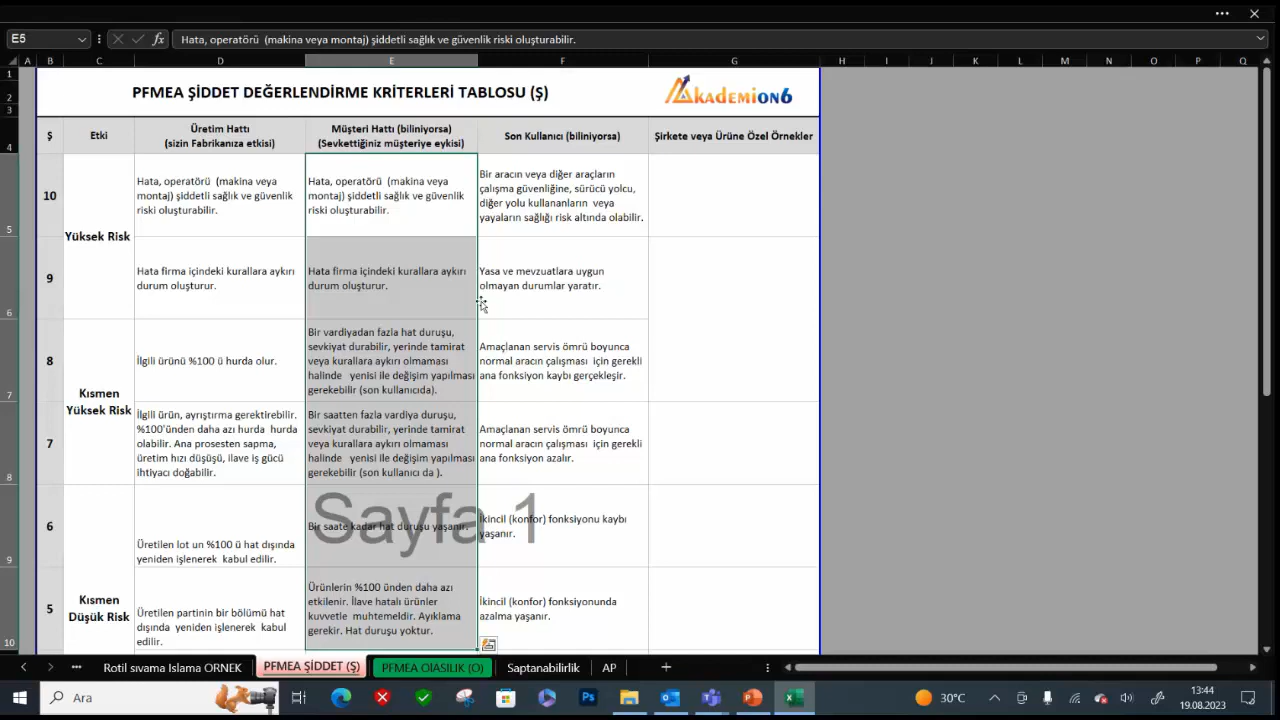 E5
fx
Hata, operatörü  (makina veya montaj) şiddetli sağlık ve güvenlik riski oluşturabilir.
A B C D E F G H I J K L M N O P Q
1
2
3
4
5
6
7
8
9
10
PFMEA ŞİDDET DEĞERLENDİRME KRİTERLERİ TABLOSU (Ş)
AkademiON6
Ş
Etki
Üretim Hattı
(sizin Fabrikanıza etkisi)
Müşteri Hattı (biliniyorsa)
(Sevkettiğiniz müşteriye eykisi)
Son Kullanıcı (biliniyorsa)
Şirkete veya Ürüne Özel Örnekler
10
Yüksek Risk
Hata, operatörü  (makina veya
montaj) şiddetli sağlık ve güvenlik
riski oluşturabilir.
Hata, operatörü  (makina veya
montaj) şiddetli sağlık ve güvenlik
riski oluşturabilir.
Bir aracın veya diğer araçların
çalışma güvenliğine, sürücü yolcu,
diğer yolu kullananların  veya
yayaların sağlığı risk altında olabilir.
9
Hata firma içindeki kurallara aykırı
durum oluşturur.
Hata firma içindeki kurallara aykırı
durum oluşturur.
Yasa ve mevzuatlara uygun
olmayan durumlar yaratır.
8
Kısmen
Yüksek Risk
İlgili ürünü %100 ü hurda olur.
Bir vardiyadan fazla hat duruşu,
sevkiyat durabilir, yerinde tamirat
veya kurallara aykırı olmaması
halinde   yenisi ile değişim yapılması
gerekebilir (son kullanıcıda).
Amaçlanan servis ömrü boyunca
normal aracın çalışması  için gerekli
ana fonksiyon kaybı gerçekleşir.
7
İlgili ürün, ayrıştırma gerektirebilir.
%100'ünden daha azı hurda  hurda
olabilir. Ana prosesten sapma,
üretim hızı düşüşü, ilave iş gücü
ihtiyacı doğabilir.
Bir saatten fazla vardiya duruşu,
sevkiyat durabilir, yerinde tamirat
veya kurallara aykırı olmaması
halinde   yenisi ile değişim yapılması
gerekebilir (son kullanıcı da ).
Amaçlanan servis ömrü boyunca
normal aracın çalışması  için gerekli
ana fonksiyon azalır.
6
Kısmen
Düşük Risk
Üretilen lot un %100 ü hat dışında
yeniden işlenerek  kabul edilir.
Bir saate kadar hat duruşu yaşanır.
İkincil (konfor) fonksiyonu kaybı
yaşanır.
Sayfa 1
5
Üretilen partinin bir bölümü hat
dışında  yeniden işlenerek  kabul
edilir.
Ürünlerin %100 ünden daha azı
etkilenir. İlave hatalı ürünler
kuvvetle  muhtemeldir. Ayıklama
gerekir. Hat duruşu yoktur.
İkincil (konfor) fonksiyonunda
azalma yaşanır.
Rotil sıvama Islama ORNEK
PFMEA ŞİDDET (Ş)
PFMEA OlASILIK (O)
Saptanabilirlik
AP
Ara
30°C
13:44
19.08.2023